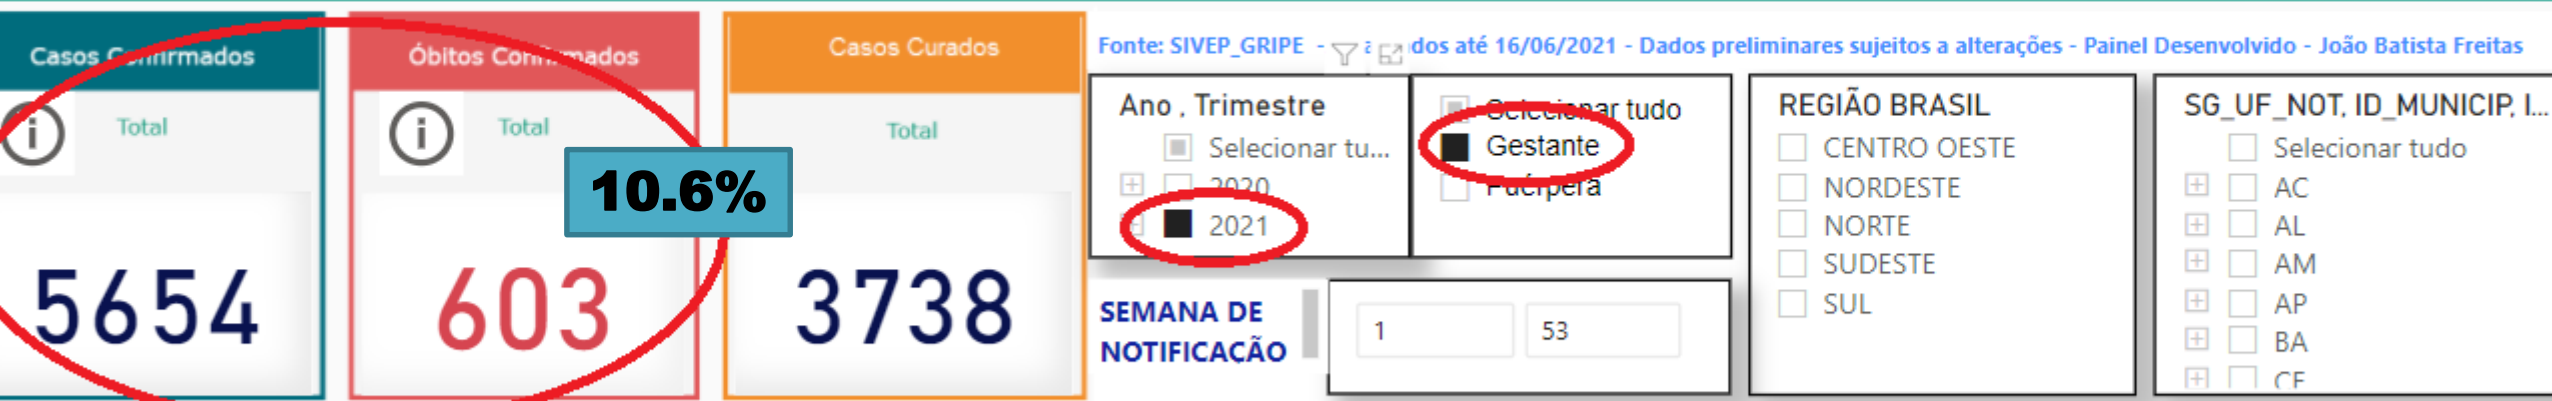 Casos Confirmados
Total
5654
Óbitos Confirmados
Total
10.6%
603
Casos Curados
Total
3738
Fonte: SIVEP_GRIPE - dos até 16/06/2021 - Dados preliminares sujeitos a alterações - Painel Desenvolvido - João Batista Freitas
Ano , Trimestre
Selecionar tu...
2020
2021
Selecionar tudo
Gestante
Puérpera
SEMANA DE
NOTIFICAÇÃO
1
53
REGIÃO BRASIL
CENTRO OESTE
NORDESTE
NORTE
SUDESTE
SUL
SG_UF_NOT, ID_MUNICIP, I...
Selecionar tudo
AC
AL
AM
AP
BA
CE